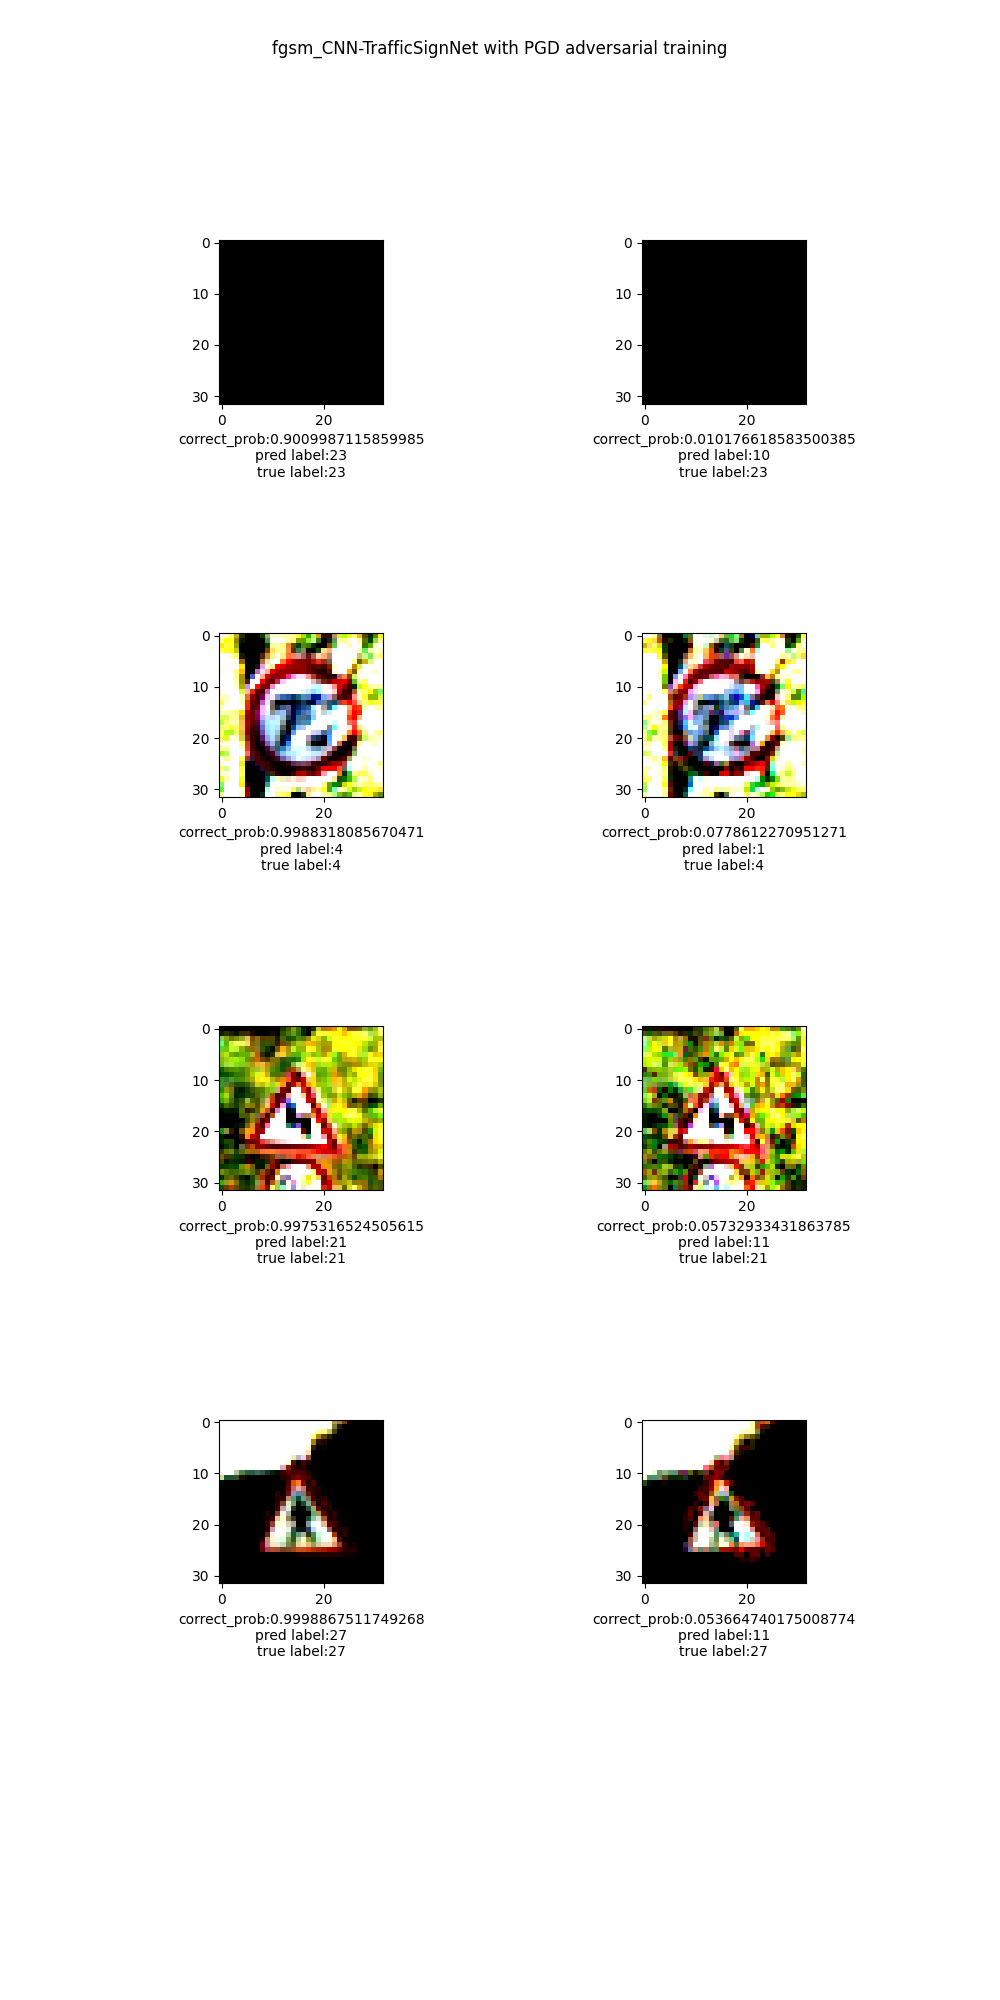 fgsm_CNN-TrafficSignNet with PGD adversarial training
0
10
20
30
0 20
correct_prob:0.9009987115859985
pred label:23
true label:23
0
10
20
30
0 20
correct_prob:0.010176618583500385
pred label:10
true label:23
0
10
20
30
0 20
correct_prob:0.9988318085670471
pred label:4
true label:4
0
10
20
30
0 20
correct_prob:0.0778612270951271
pred label:1
true label:4
0
10
20
30
0 20
correct_prob:0.9975316524505615
pred label:21
true label:21
0
10
20
30
0 20
correct_prob:0.05732933431863785
pred label:11
true label:21
0
10
20
30
0 20
correct_prob:0.9998867511749268
pred label:27
true label:27
0
10
20
30
0 20
correct_prob:0.053664740175008774
pred label:11
true label:27